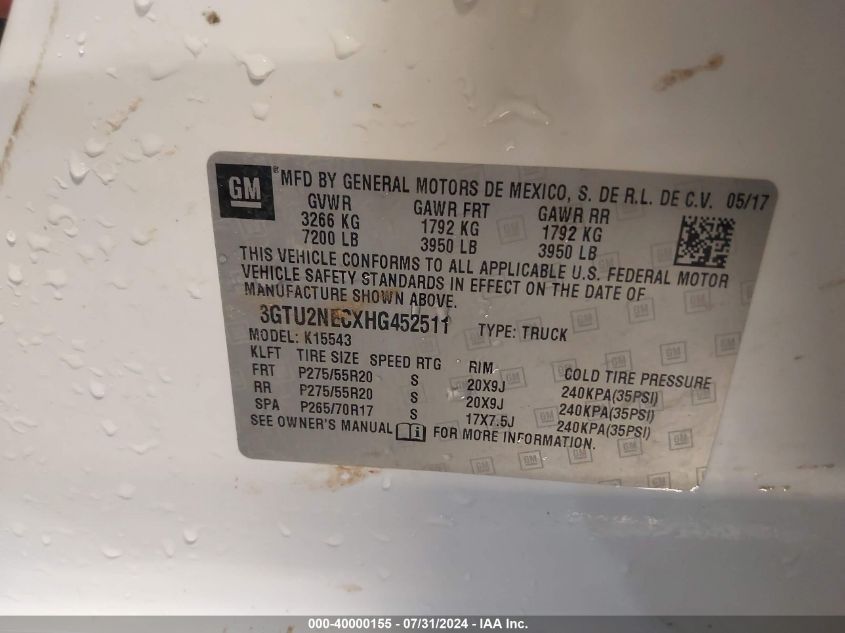 GM ® MFD BY GENERAL MOTORS DE MEXICO, S. DE R.L. DE C.V. 05/17
GVWR GAWR FRT GAWR RR
3266 KG 1792 KG 1792 KG
7200 LB 3950 LB 3950 LB
THIS VEHICLE CONFORMS TO ALL APPLICABLE U.S. FEDERAL MOTOR
VEHICLE SAFETY STANDARDS IN EFFECT ON THE DATE OF
MANUFACTURE SHOWN ABOVE.
3GTU2NECXHG452511 TYPE: TRUCK
MODEL: K15543
KLFT TIRE SIZE SPEED RTG RIM COLD TIRE PRESSURE
FRT P275/55R20 S 20X9J 240KPA(35PSI)
RR P275/55R20 S 20X9J 240KPA(35PSI)
SPA P265/70R17 S 17X7.5J 240KPA(35PSI)
SEE OWNER'S MANUAL i FOR MORE INFORMATION.
000-40000155 - 07/31/2024 - IAA Inc.